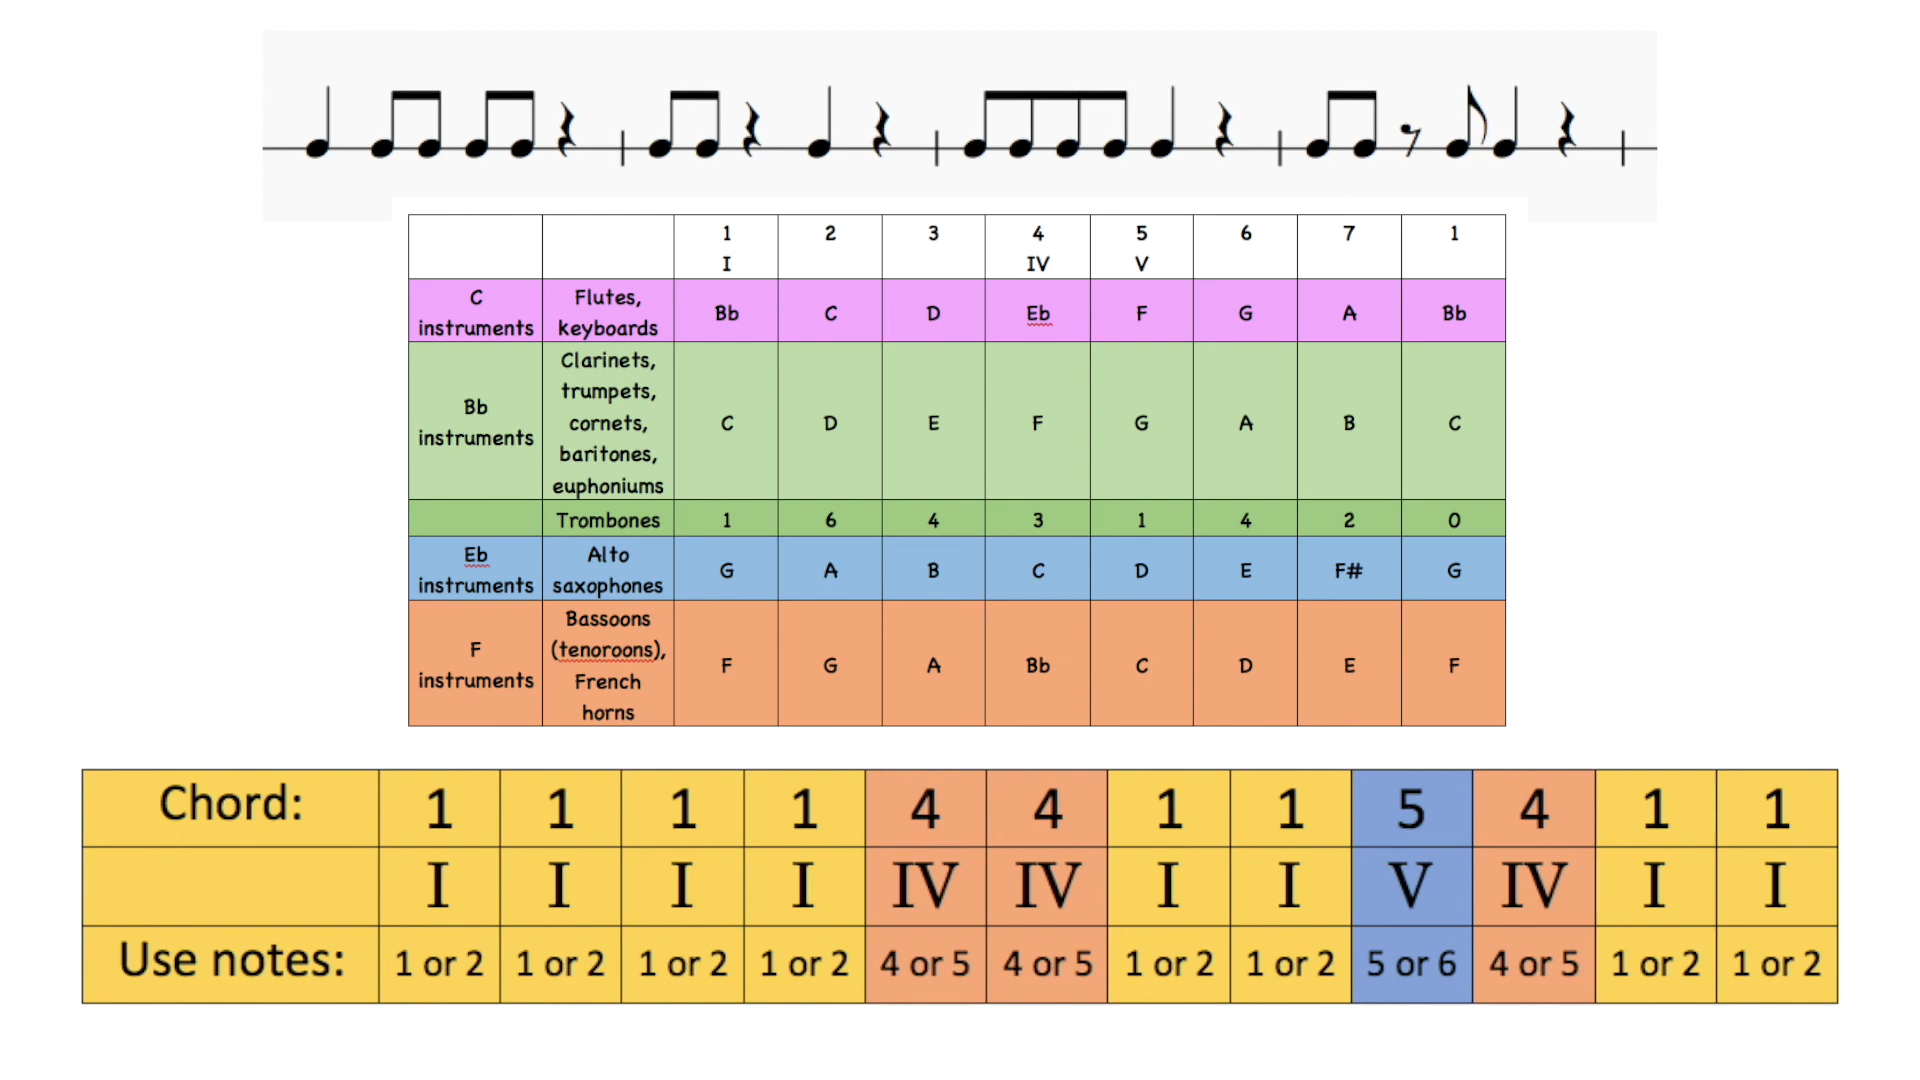 1 2 3 4 5 6 7 1
I IV V
C instruments Flutes, keyboards Bb C D Eb F G A Bb
Bb instruments Clarinets, trumpets, cornets, baritones, euphoniums C D E F G A B C
Trombones 1 6 4 3 1 4 2 0
Eb instruments Alto saxophones G A B C D E F# G
F instruments Bassoons (tenoroons), French horns F G A Bb C D E F
Chord: 1 1 1 1 4 4 1 1 5 4 1 1
I I I I IV IV I I V IV I I
Use notes: 1 or 2 1 or 2 1 or 2 1 or 2 4 or 5 4 or 5 1 or 2 1 or 2 5 or 6 4 or 5 1 or 2 1 or 2